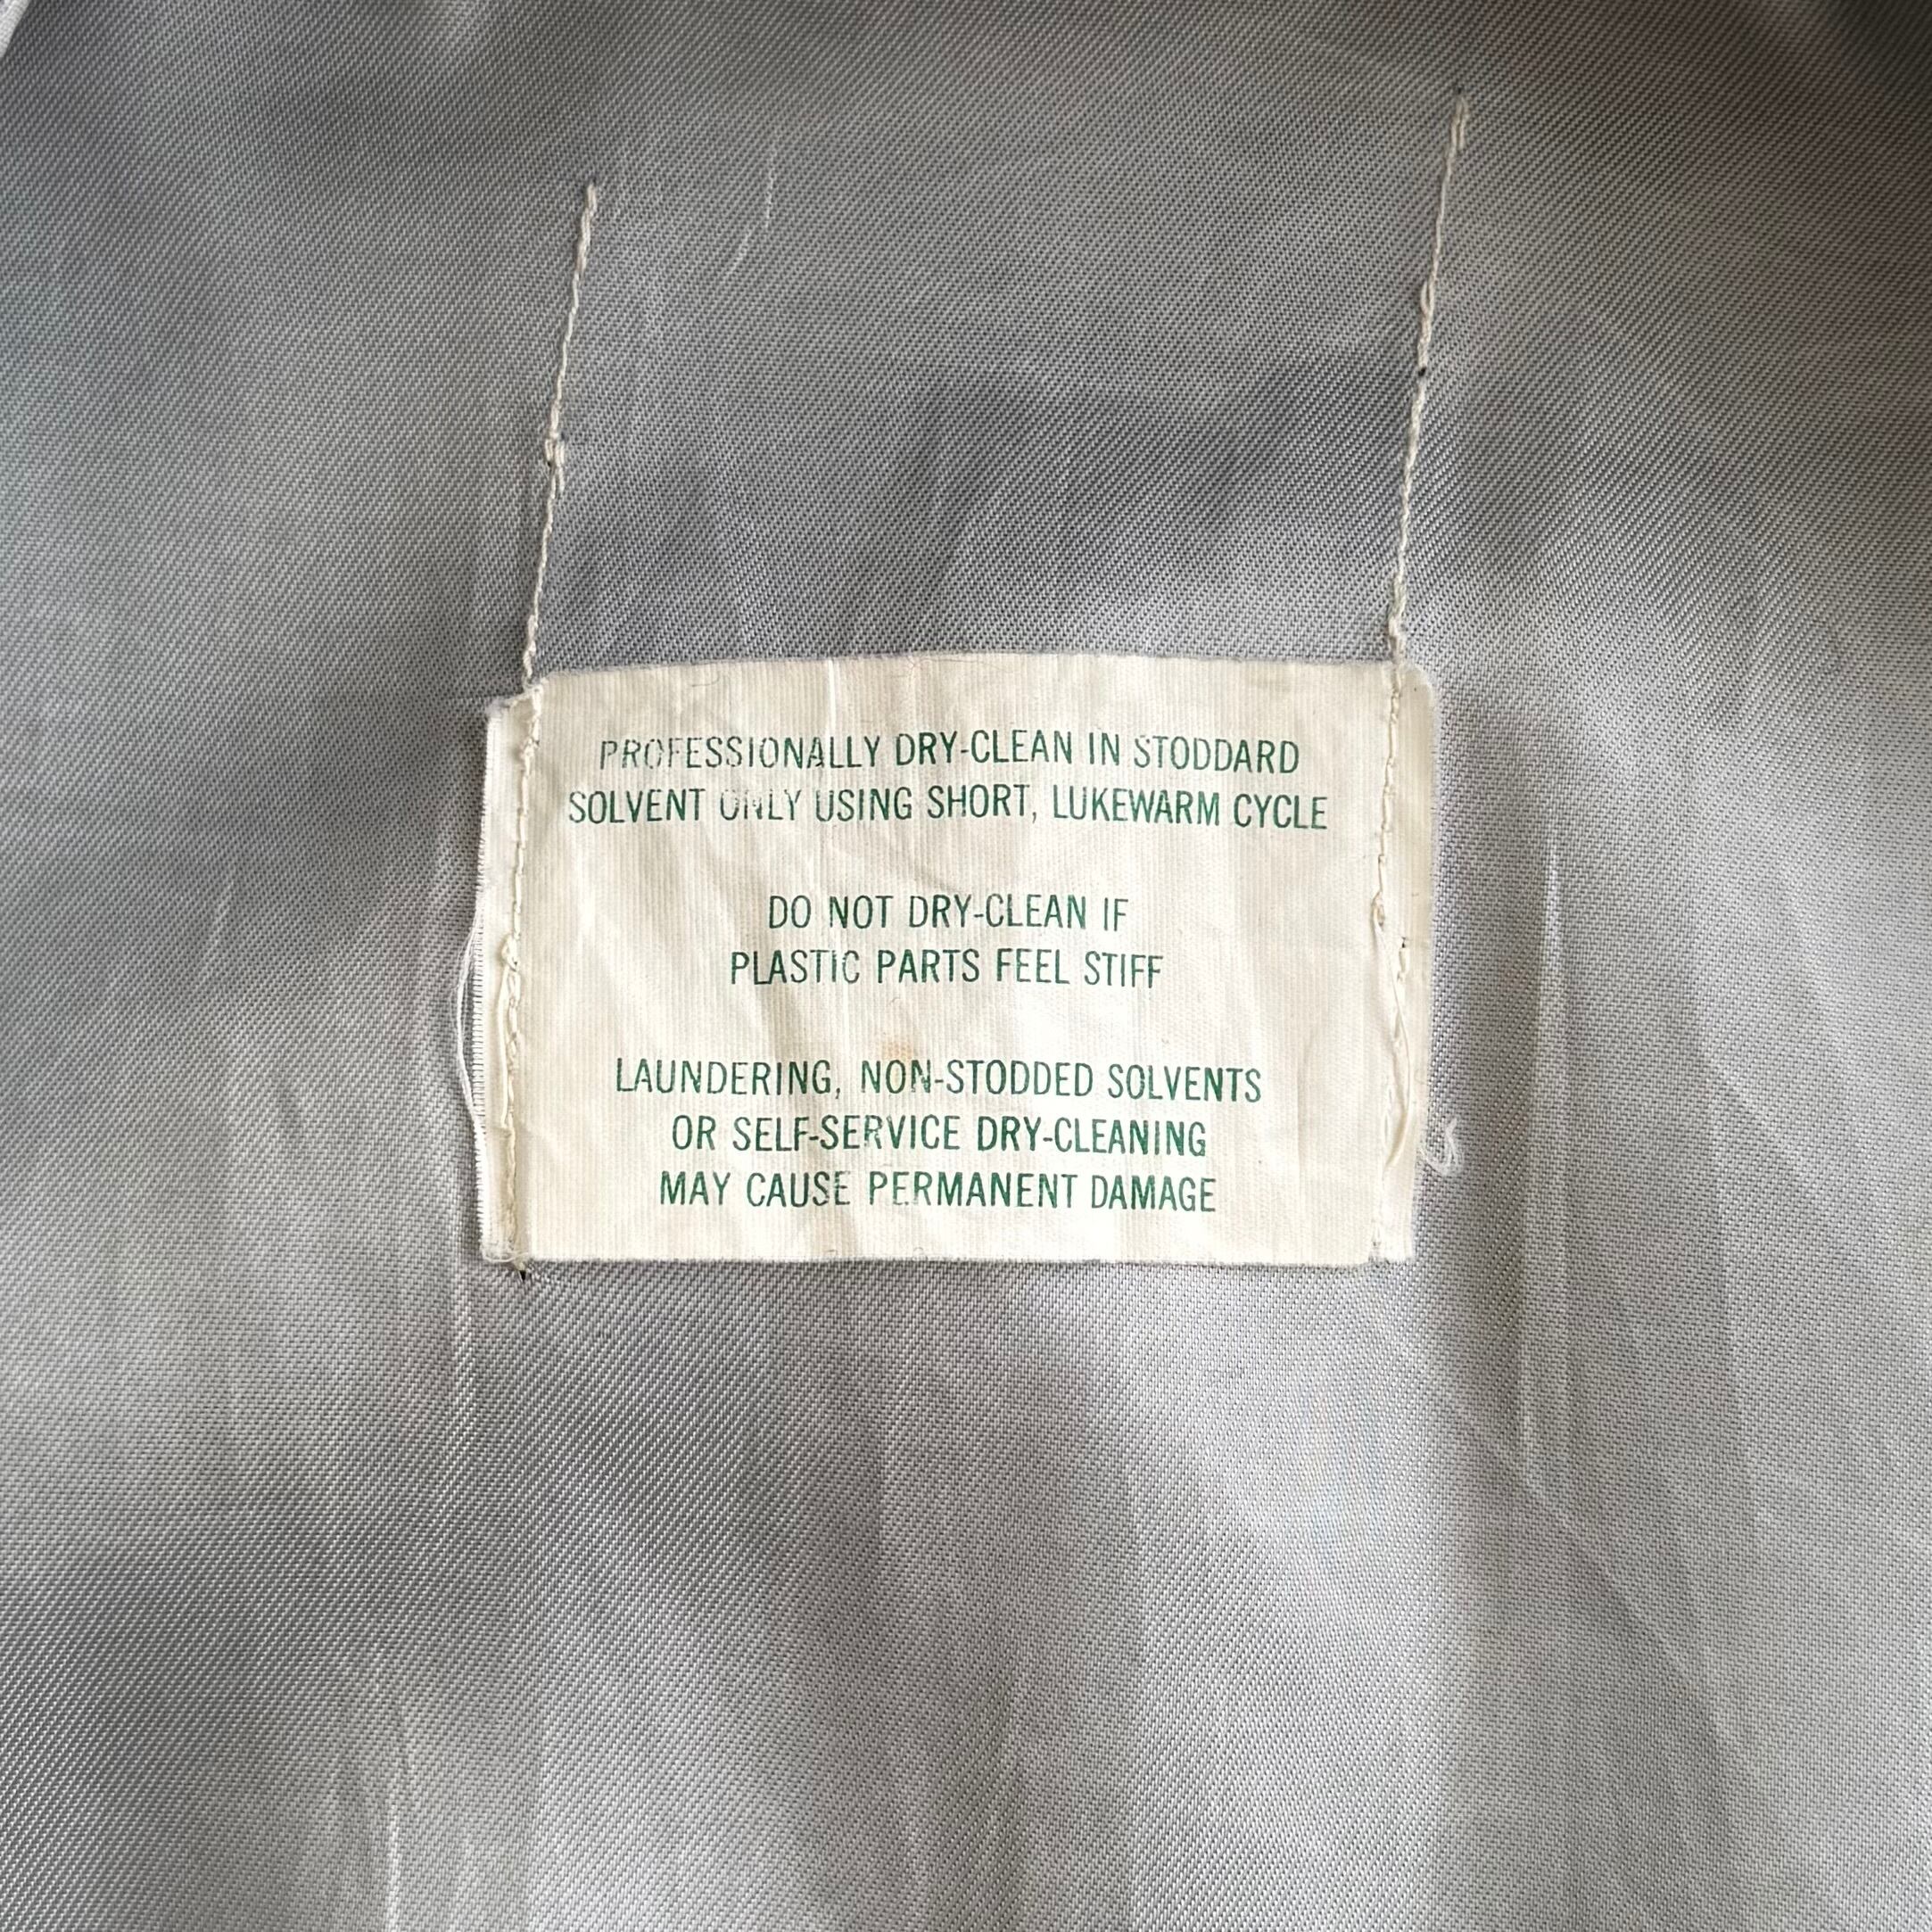 PROFESSIONALLY DRY-CLEAN IN STODDARD
SOLVENT ONLY USING SHORT, LUKEWARM CYCLE
DO NOT DRY-CLEAN IF
PLASTIC PARTS FEEL STIFF
LAUNDERING, NON-STODDED SOLVENTS
OR SELF-SERVICE DRY-CLEANING
MAY CAUSE PERMANENT DAMAGE